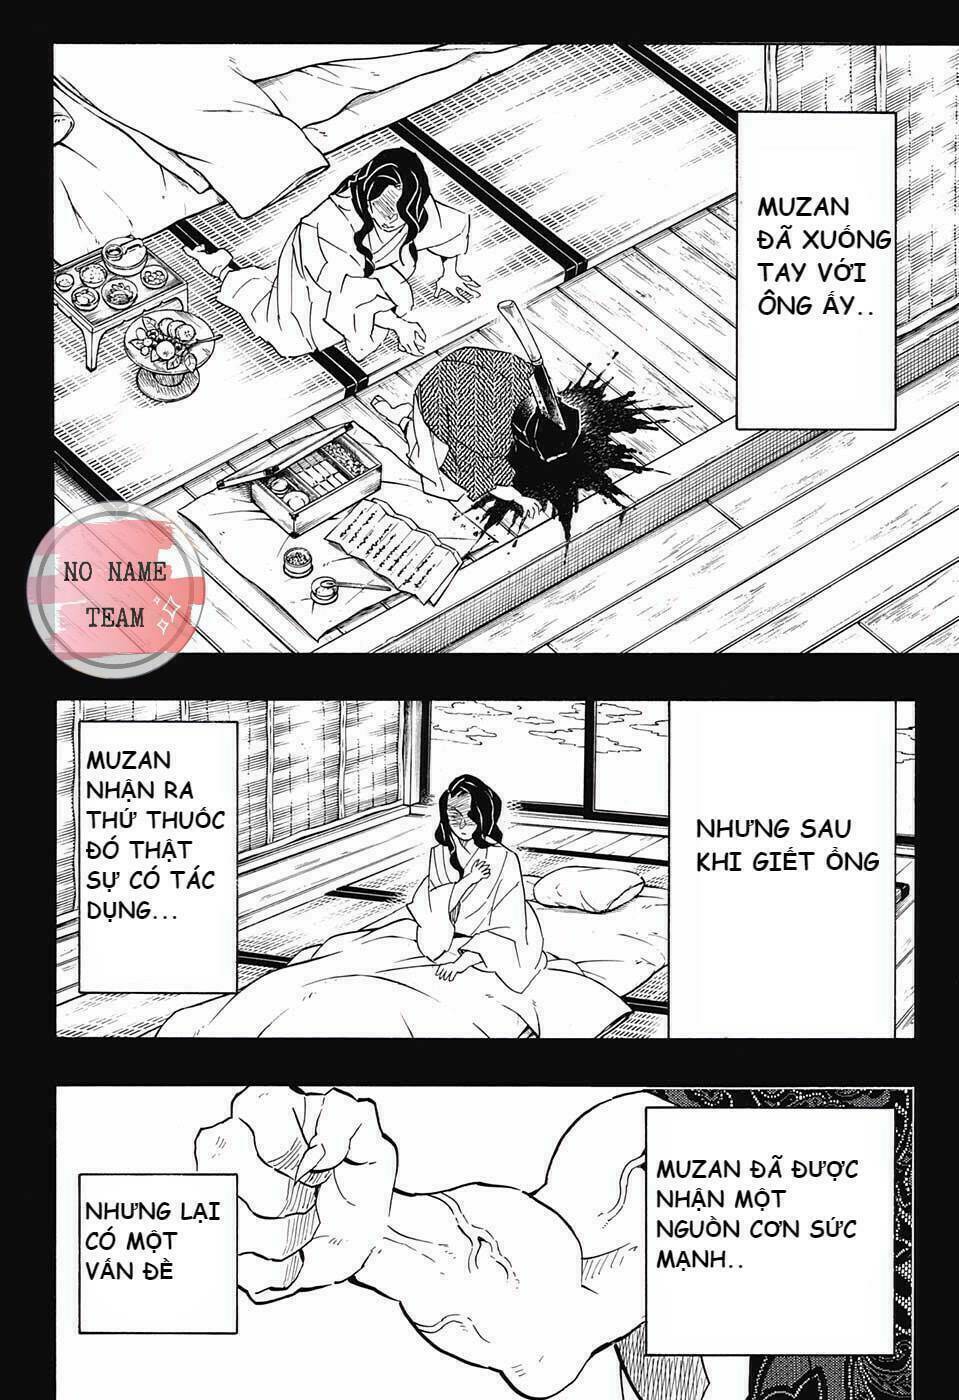 MUZAN
ĐÃ XUỐNG
TAY VỚI
ÔNG ẤY..
NO NAME
TEAM
NHƯNG SAU
KHI GIẾT ỔNG
MUZAN
NHẬN RA
THỨ THUỐC
ĐÓ THẬT
SỰ CÓ TÁC
DỤNG...
MUZAN ĐÃ ĐƯỢC
NHẬN MỘT
NGUỒN CƠN SỨC
MẠNH..
NHƯNG LẠI
CÓ MỘT
VẤN ĐỀ